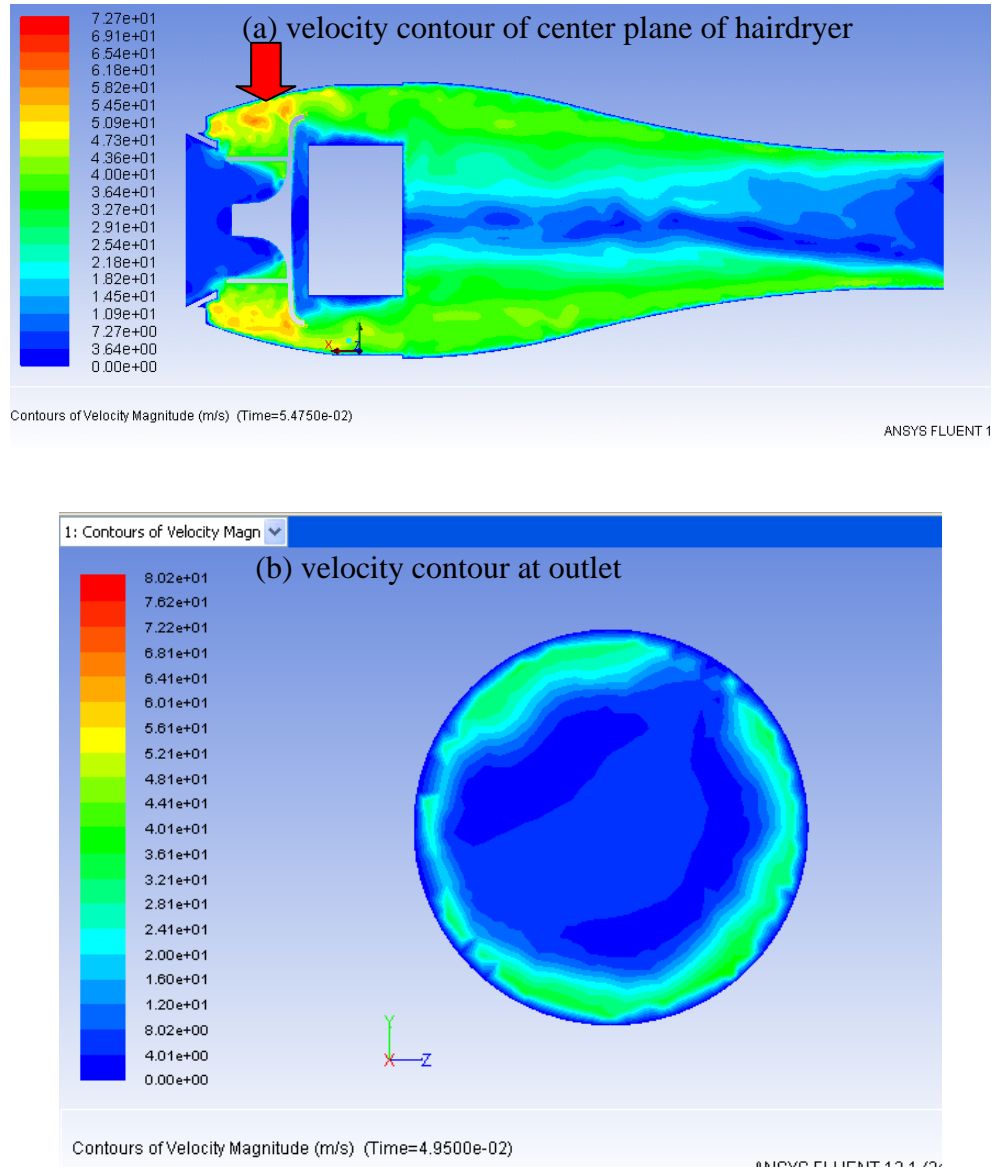 (a) velocity contour of center plane of hairdryer
7.27e+01
6.91e+01
6.54e+01
6.18e+01
5.82e+01
5.45e+01
5.09e+01
4.73e+01
4.36e+01
4.00e+01
3.64e+01
3.27e+01
2.91e+01
2.54e+01
2.18e+01
1.82e+01
1.45e+01
1.09e+01
7.27e+00
3.64e+00
0.00e+00
X
Z
Contours of Velocity Magnitude (m/s) (Time=5.4750e-02)
ANSYS FLUENT 1
1: Contours of Velocity Magn
(b) velocity contour at outlet
8.02e+01
7.62e+01
7.22e+01
6.81e+01
6.41e+01
6.01e+01
5.61e+01
5.21e+01
4.81e+01
4.41e+01
4.01e+01
3.61e+01
3.21e+01
2.81e+01
2.41e+01
2.00e+01
1.60e+01
1.20e+01
8.02e+00
4.01e+00
0.00e+00
Y
X Z
Contours of Velocity Magnitude (m/s) (Time=4.9500e-02)
ANSYS FLUENT